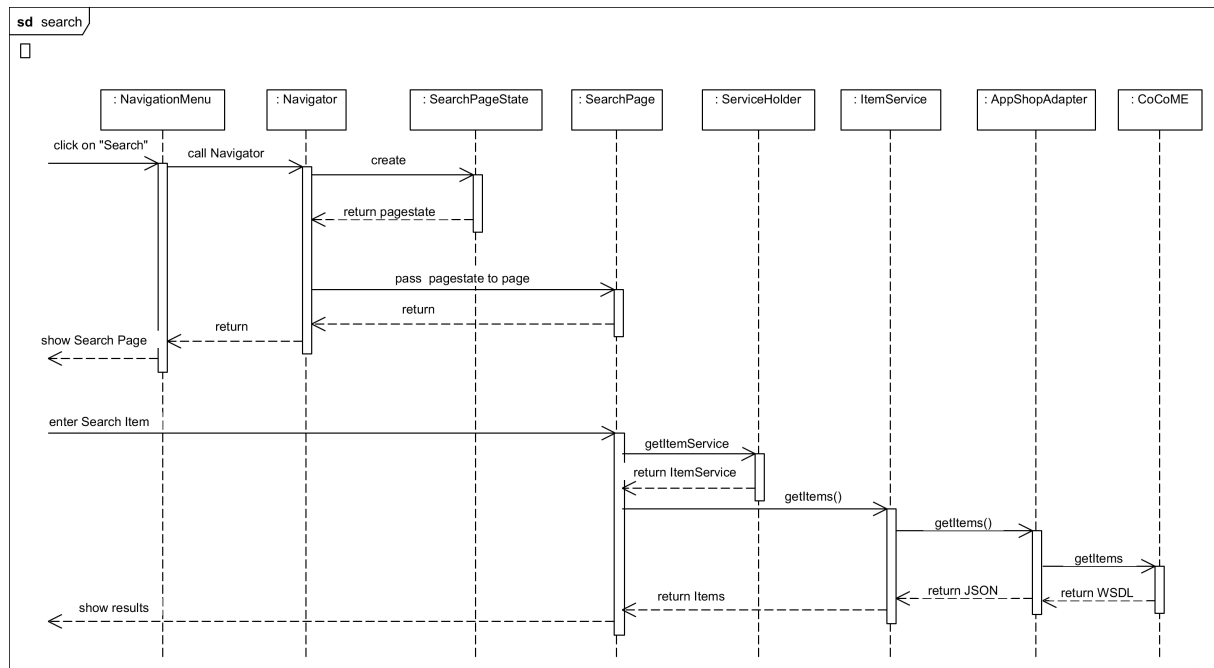 sd search
: NavigationMenu
: Navigator
: SearchPageState
: SearchPage
: ServiceHolder
: ItemService
: AppShopAdapter
: CoCoME
click on "Search"
call Navigator
create
return pagestate
pass pagestate to page
return
return
show Search Page
enter Search Item
getItemService
return ItemService
getItems()
getItems()
getItems
return WSDL
return JSON
return Items
show results